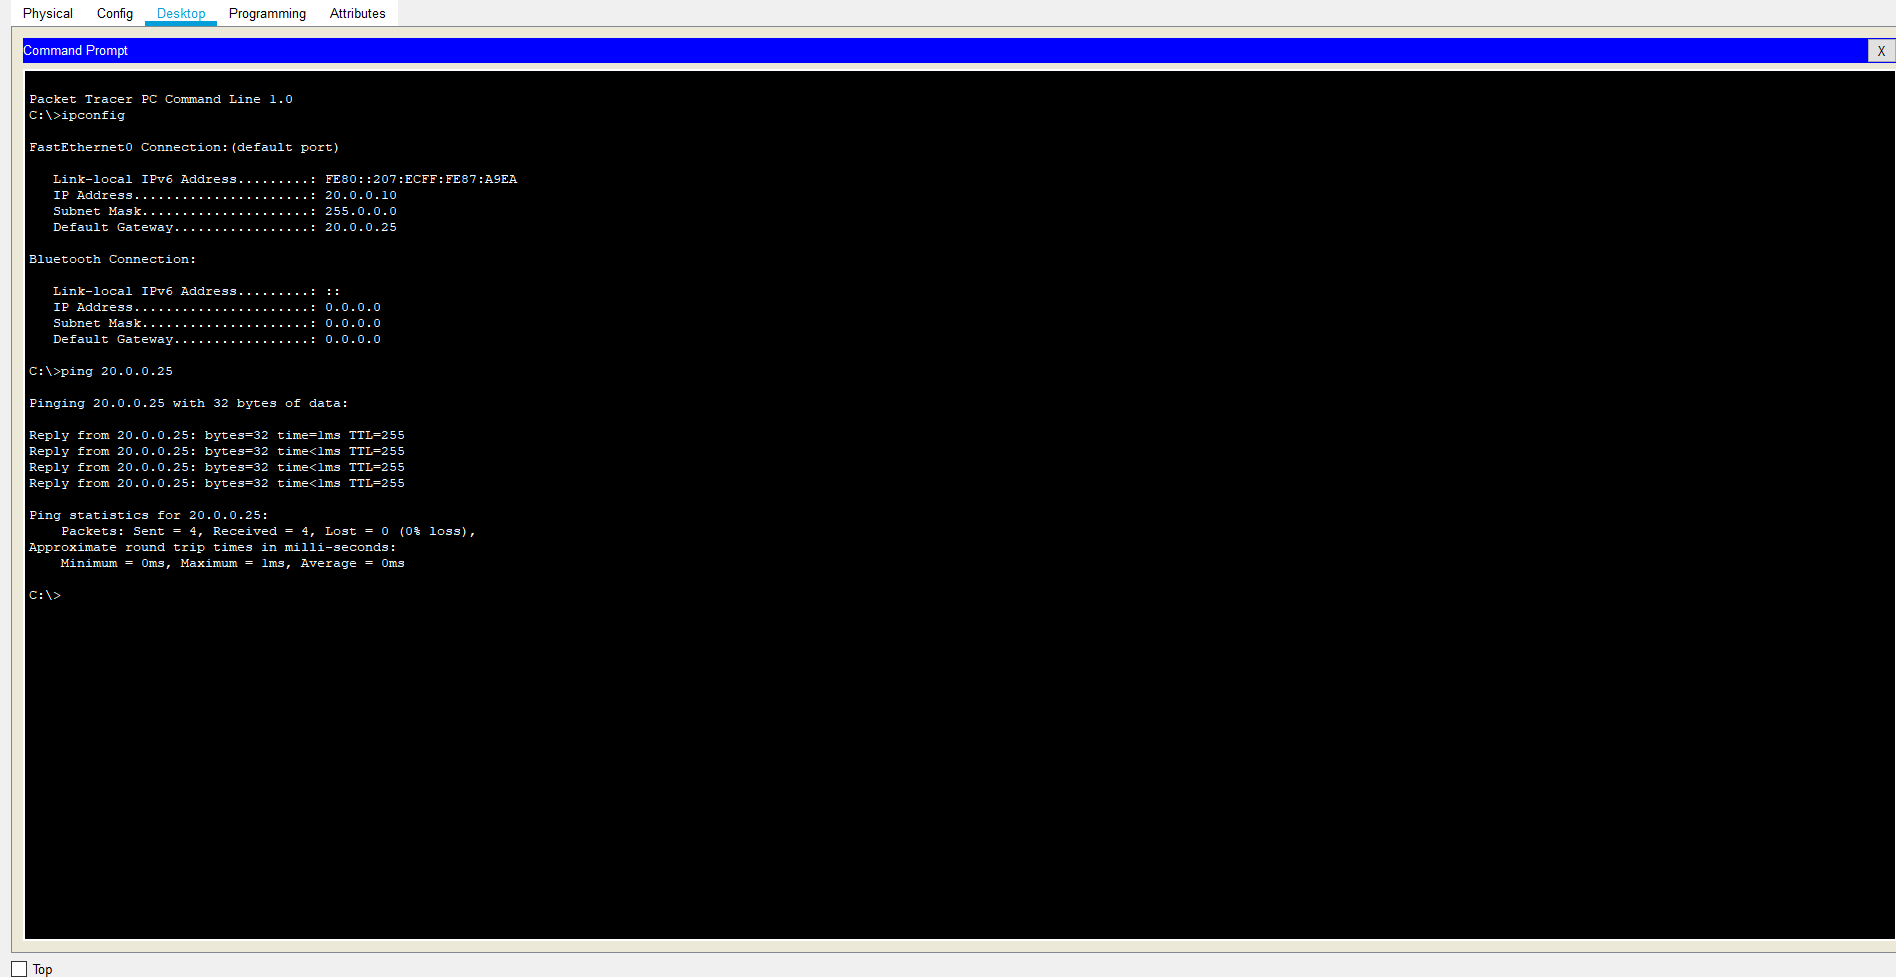 Physical Config Desktop Programming Attributes
Command Prompt X
Packet Tracer PC Command Line 1.0
C:\>ipconfig
FastEthernet0 Connection:(default port)
Link-local IPv6 Address.........: FE80::207:ECFF:FE87:A9EA
IP Address......................: 20.0.0.10
Subnet Mask.....................: 255.0.0.0
Default Gateway.................: 20.0.0.25
Bluetooth Connection:
Link-local IPv6 Address.........: ::
IP Address......................: 0.0.0.0
Subnet Mask.....................: 0.0.0.0
Default Gateway.................: 0.0.0.0
C:\>ping 20.0.0.25
Pinging 20.0.0.25 with 32 bytes of data:
Reply from 20.0.0.25: bytes=32 time=1ms TTL=255
Reply from 20.0.0.25: bytes=32 time<1ms TTL=255
Reply from 20.0.0.25: bytes=32 time<1ms TTL=255
Reply from 20.0.0.25: bytes=32 time<1ms TTL=255
Ping statistics for 20.0.0.25:
Packets: Sent = 4, Received = 4, Lost = 0 (0% loss),
Approximate round trip times in milli-seconds:
Minimum = 0ms, Maximum = 1ms, Average = 0ms
C:\>
Top